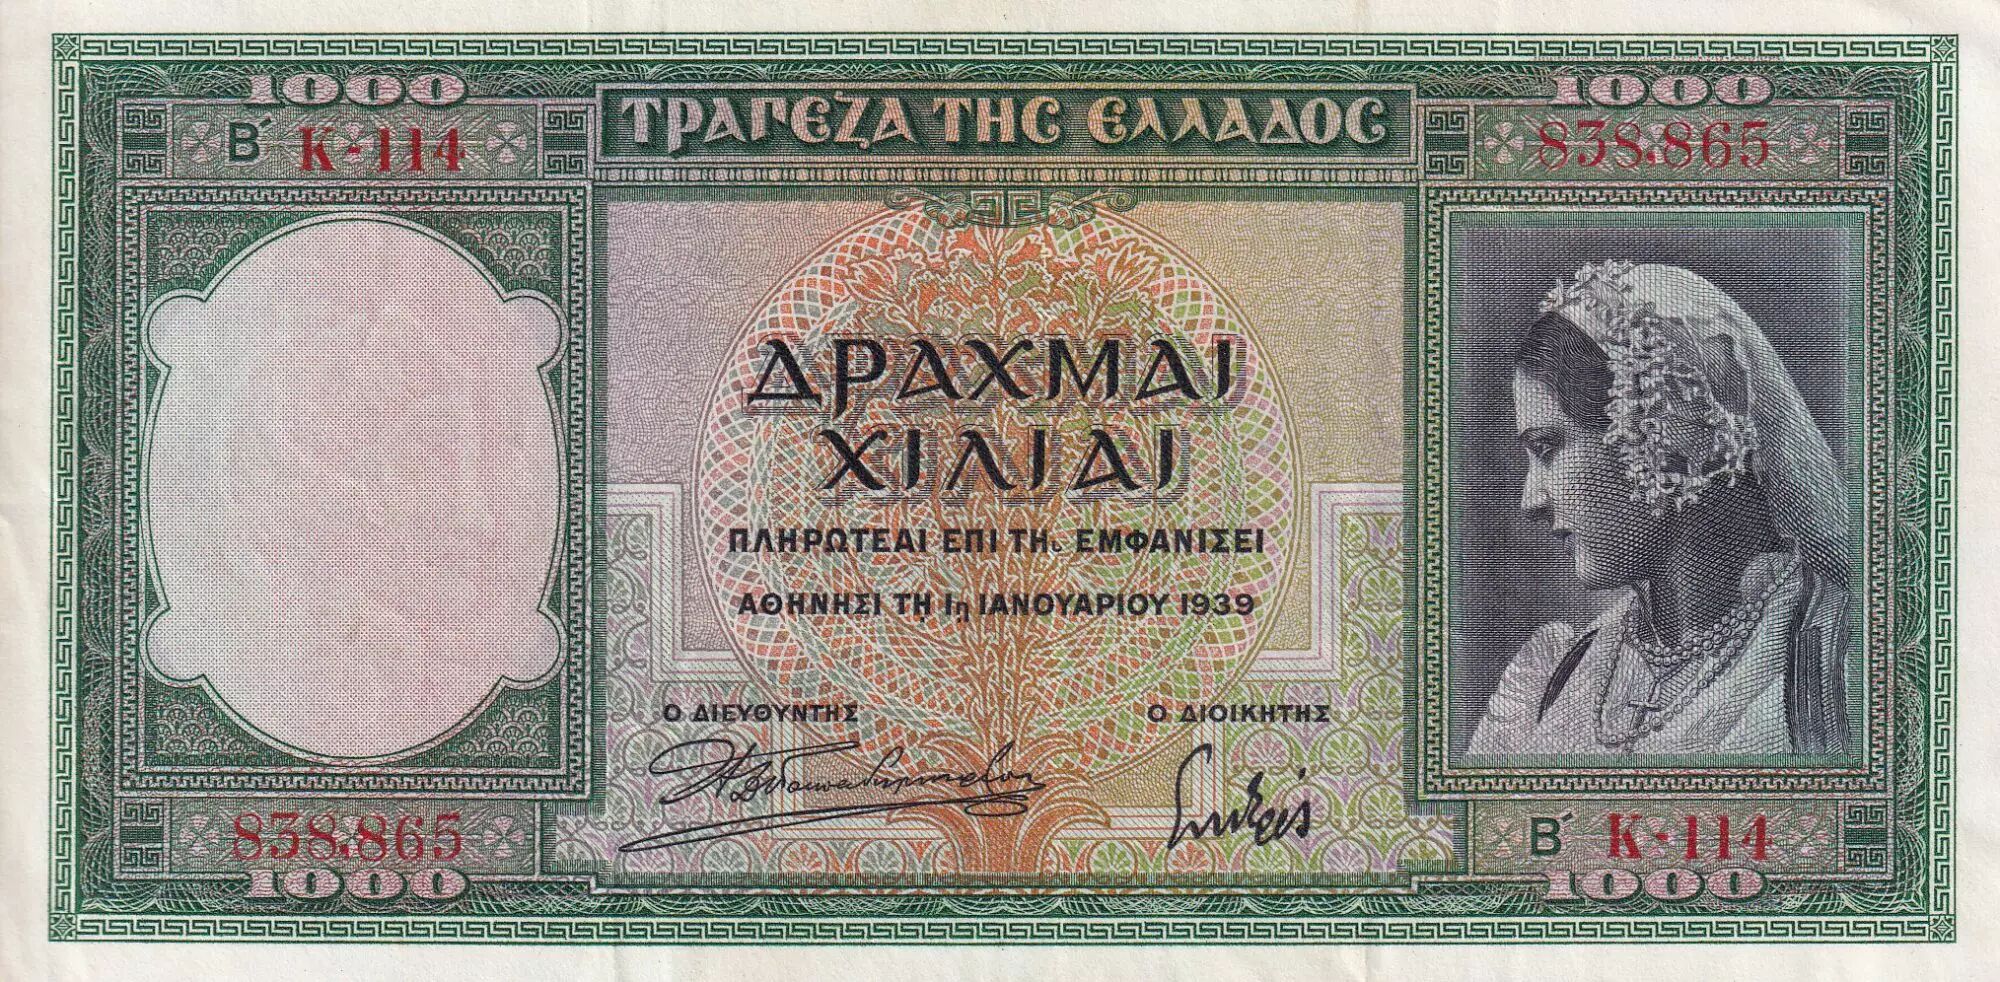 1000
1000
Β΄ Κ-114
ΤΡΑΠΕΖΑ ΤΗΣ ΕΛΛΑΔΟΣ
838.865
ΔΡΑΧΜΑΙ
ΧΙΛΙΑΙ
ΠΛΗΡΩΤΕΑΙ ΕΠΙ ΤΗι ΕΜΦΑΝΙΣΕΙ
ΑΘΗΝΗΣΙ ΤΗ 1η ΙΑΝΟΥΑΡΙΟΥ 1939
Ο ΔΙΕΥΘΥΝΤΗΣ
Ο ΔΙΟΙΚΗΤΗΣ
838.865
Β΄ Κ-114
1000
1000